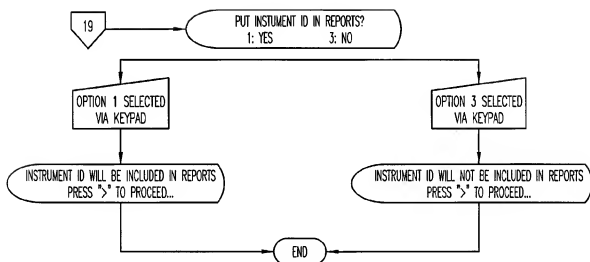 19
PUT INSTUMENT ID IN REPORTS?
1: YES 3: NO
OPTION 1 SELECTED
VIA KEYPAD
OPTION 3 SELECTED
VIA KEYPAD
INSTRUMENT ID WILL BE INCLUDED IN REPORTS
PRESS ">" TO PROCEED...
INSTRUMENT ID WILL NOT BE INCLUDED IN REPORTS
PRESS ">" TO PROCEED...
END